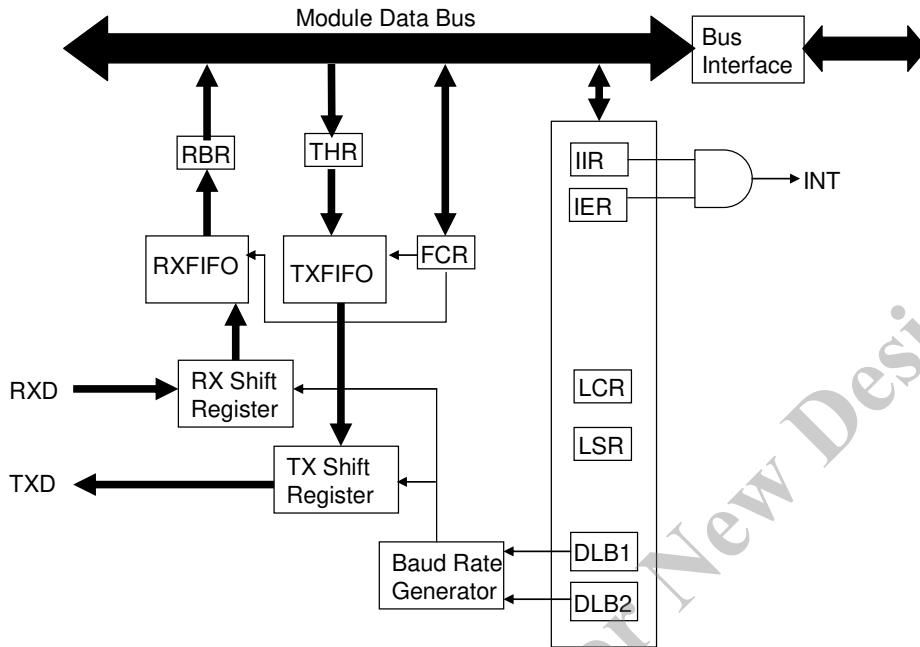 Module Data Bus
Bus
Interface
RBR
THR
IIR
INT
IER
RXFIFO
TXFIFO
FCR
RXD
RX Shift
Register
LCR
LSR
TXD
TX Shift
Register
Baud Rate
Generator
DLB1
DLB2
New